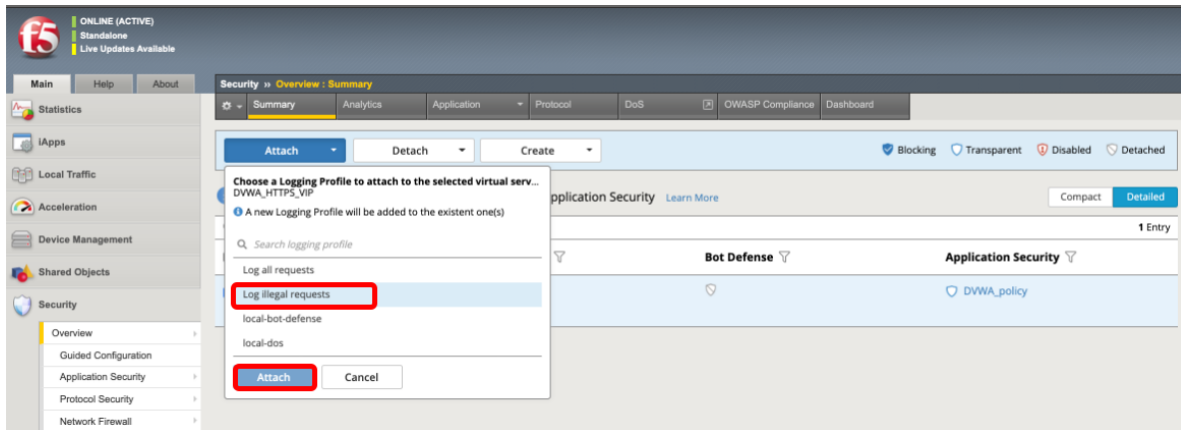 f5
ONLINE (ACTIVE)
Standalone
Live Updates Available
Main Help About
Security » Overview : Summary
Summary Analytics Application Protocol DoS OWASP Compliance Dashboard
Statistics
iApps
Local Traffic
Acceleration
Device Management
Shared Objects
Security
Overview
Guided Configuration
Application Security
Protocol Security
Network Firewall
Attach Detach Create
Blocking Transparent Disabled Detached
Choose a Logging Profile to attach to the selected virtual serv...
DVWA_HTTPS_VIP
A new Logging Profile will be added to the existent one(s)
Search logging profile
Log all requests
Log illegal requests
local-bot-defense
local-dos
Attach Cancel
pplication Security Learn More
Compact Detailed
1 Entry
Bot Defense Application Security
DVWA_policy